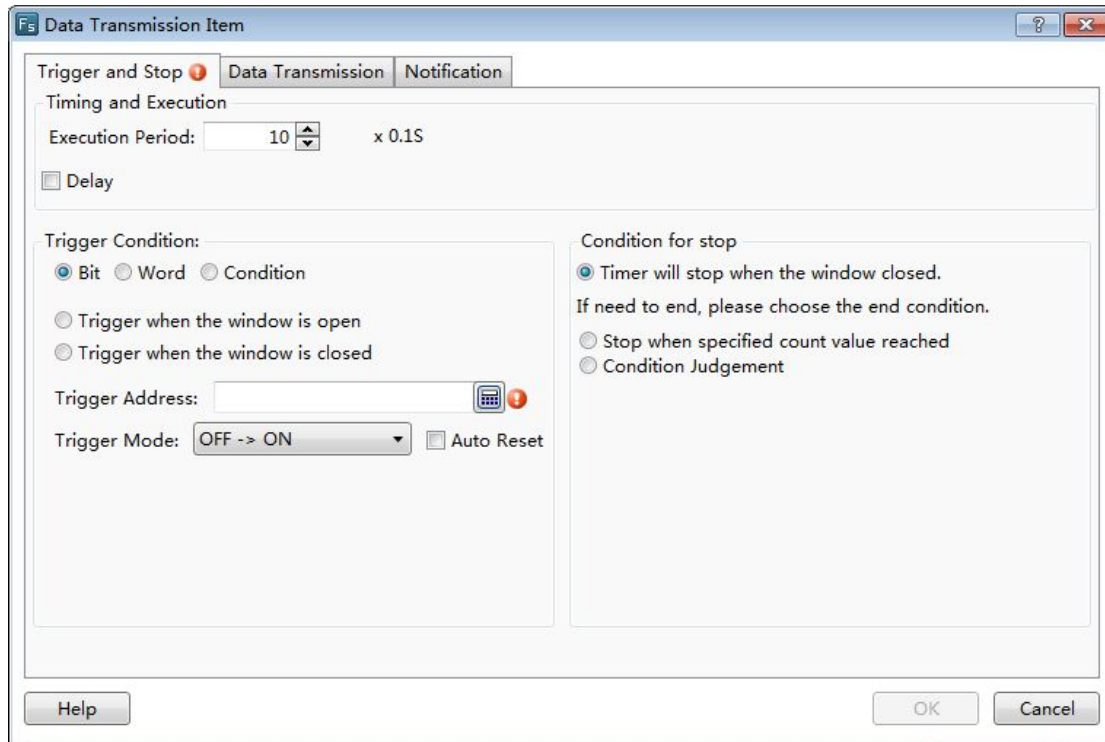 Fs Data Transmission Item ?
Trigger and Stop ! Data Transmission Notification
Timing and Execution
Execution Period: 10 x 0.1S
Delay
Trigger Condition:
Bit Word Condition
Trigger when the window is open
Trigger when the window is closed
Trigger Address: !
Trigger Mode: OFF -> ON Auto Reset
Condition for stop
Timer will stop when the window closed.
If need to end, please choose the end condition.
Stop when specified count value reached
Condition Judgement
Help OK Cancel